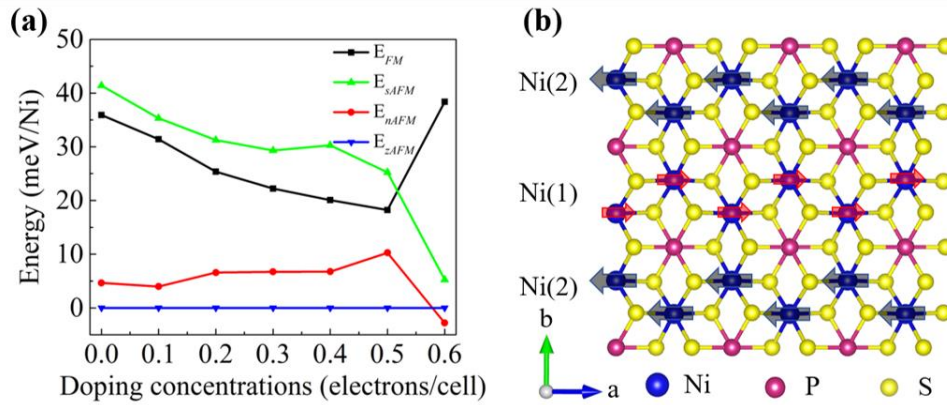 (a)
50
40
30
20
10
0
Energy (meV/Ni)
E_FM
E_sAFM
E_nAFM
E_zAFM
0.0 0.1 0.2 0.3 0.4 0.5 0.6
Doping concentrations (electrons/cell)
(b)
Ni(2)
Ni(1)
Ni(2)
b
a
Ni P S